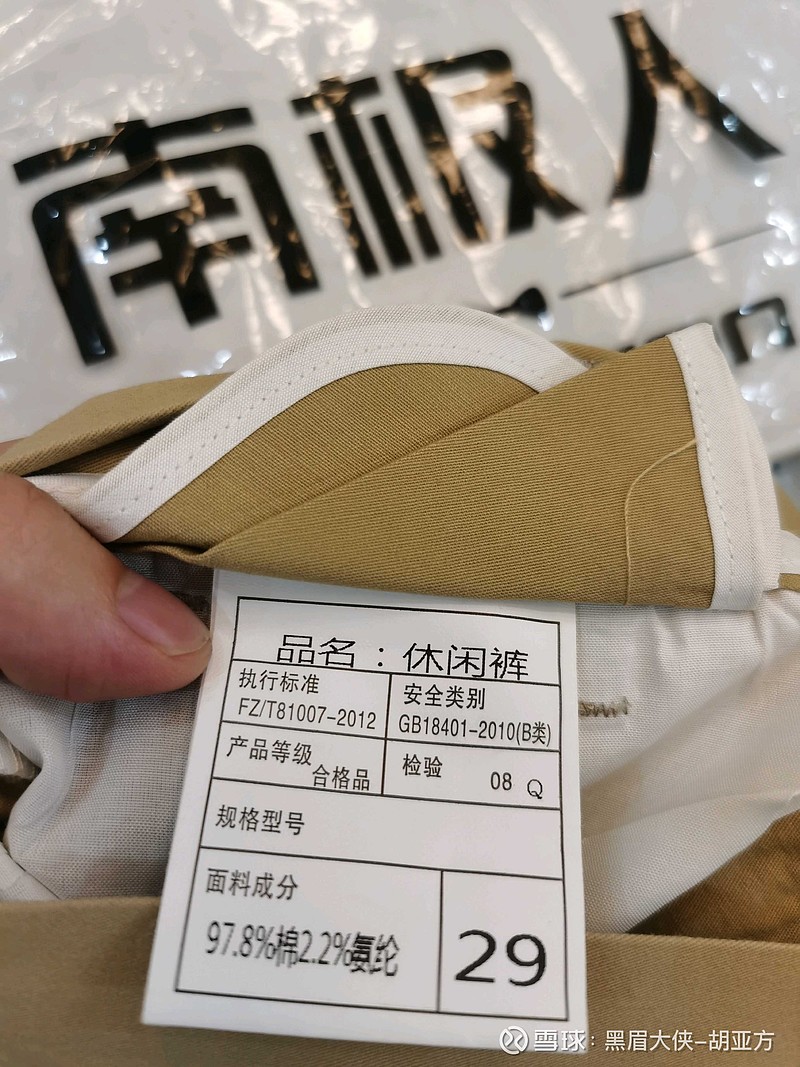 南极人
品名：休闲裤
执行标准
FZ/T81007-2012
安全类别
GB18401-2010(B类)
产品等级
合格品
检验
08 Q
规格型号
面料成分
97.8%棉2.2%氨纶
29
雪球：黑眉大侠-胡亚方